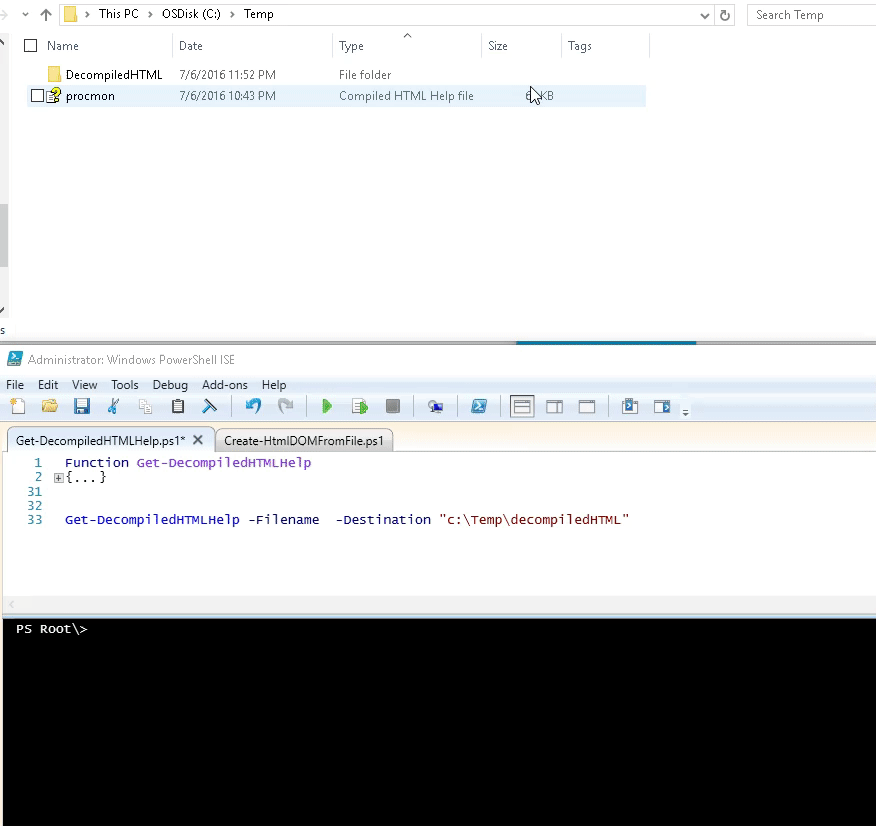 This PC > OSDisk (C:) > Temp
Search Temp
Name Date Type Size Tags
DecompiledHTML 7/6/2016 11:52 PM File folder
procmon 7/6/2016 10:43 PM Compiled HTML Help file KB
s
Administrator: Windows PowerShell ISE
File Edit View Tools Debug Add-ons Help
Get-DecompiledHTMLHelp.ps1* X Create-HtmlDOMFromFile.ps1
1 Function Get-DecompiledHTMLHelp
2 {...}
31
32
33 Get-DecompiledHTMLHelp -Filename -Destination "c:\Temp\decompiledHTML"
PS Root\>